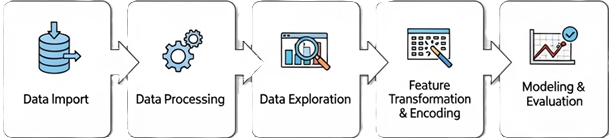 Data Import
Data Processing
Data Exploration
Feature
Transformation
& Encoding
Modeling &
Evaluation